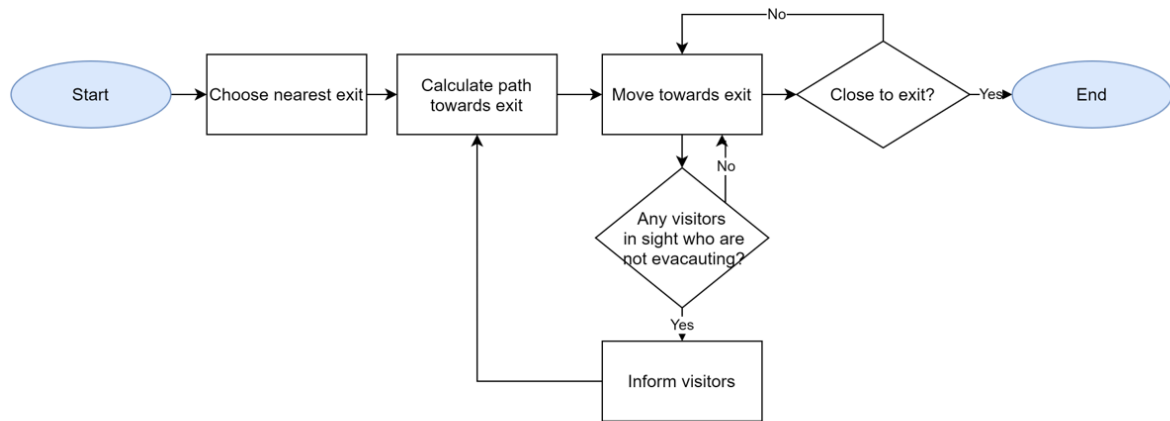 No
Start
Choose nearest exit
Calculate path
towards exit
Move towards exit
Close to exit?
Yes
End
No
Any visitors
in sight who are
not evacauting?
Yes
Inform visitors